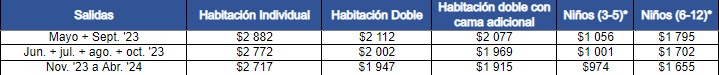 Salidas Habitación Individual Habitación Doble Habitación doble con cama adicional Niños (3-5)* Niños (6-12)*
Mayo + Sept. '23 $2 882 $2 112 $2 077 $1 056 $1 795
Jun. + jul. + ago. + oct. '23 $2 772 $2 002 $1 969 $1 001 $1 702
Nov. '23 a Abr. '24 $2 717 $1 947 $1 915 $974 $1 655